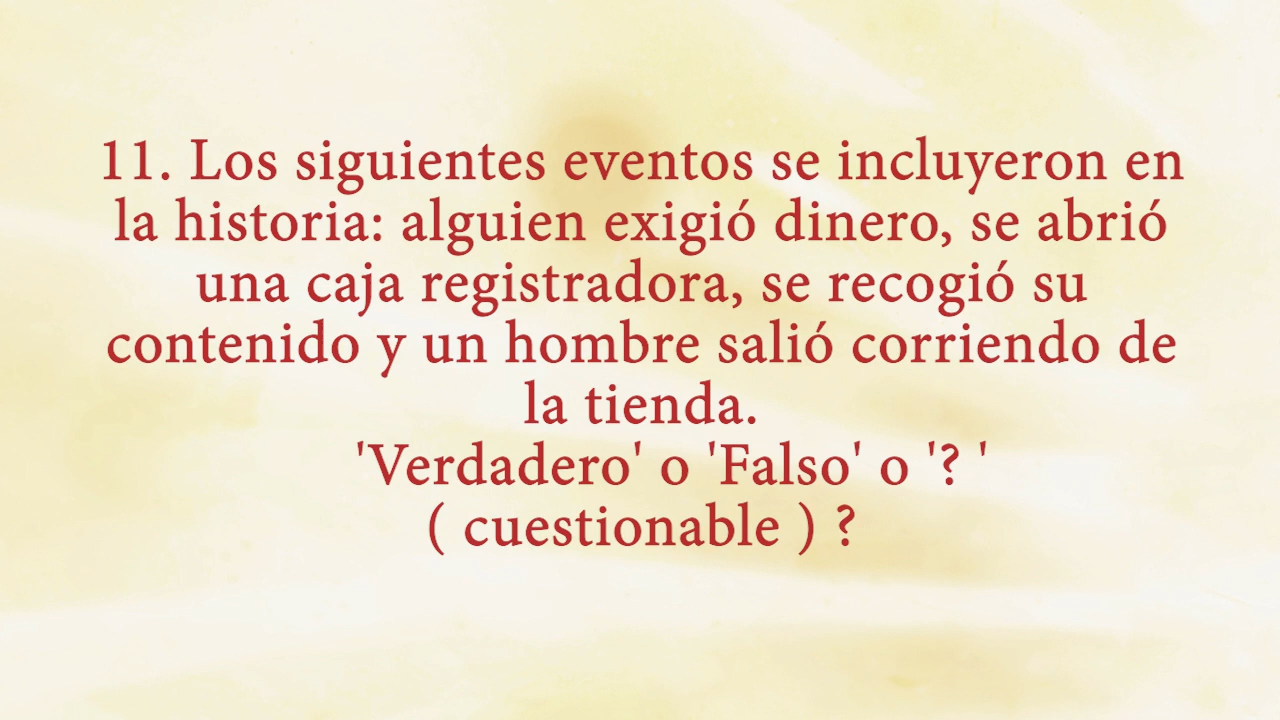 11. Los siguientes eventos se incluyeron en
la historia: alguien exigió dinero, se abrió
una caja registradora, se recogió su
contenido y un hombre salió corriendo de
la tienda.
'Verdadero' o 'Falso' o '? '
( cuestionable ) ?